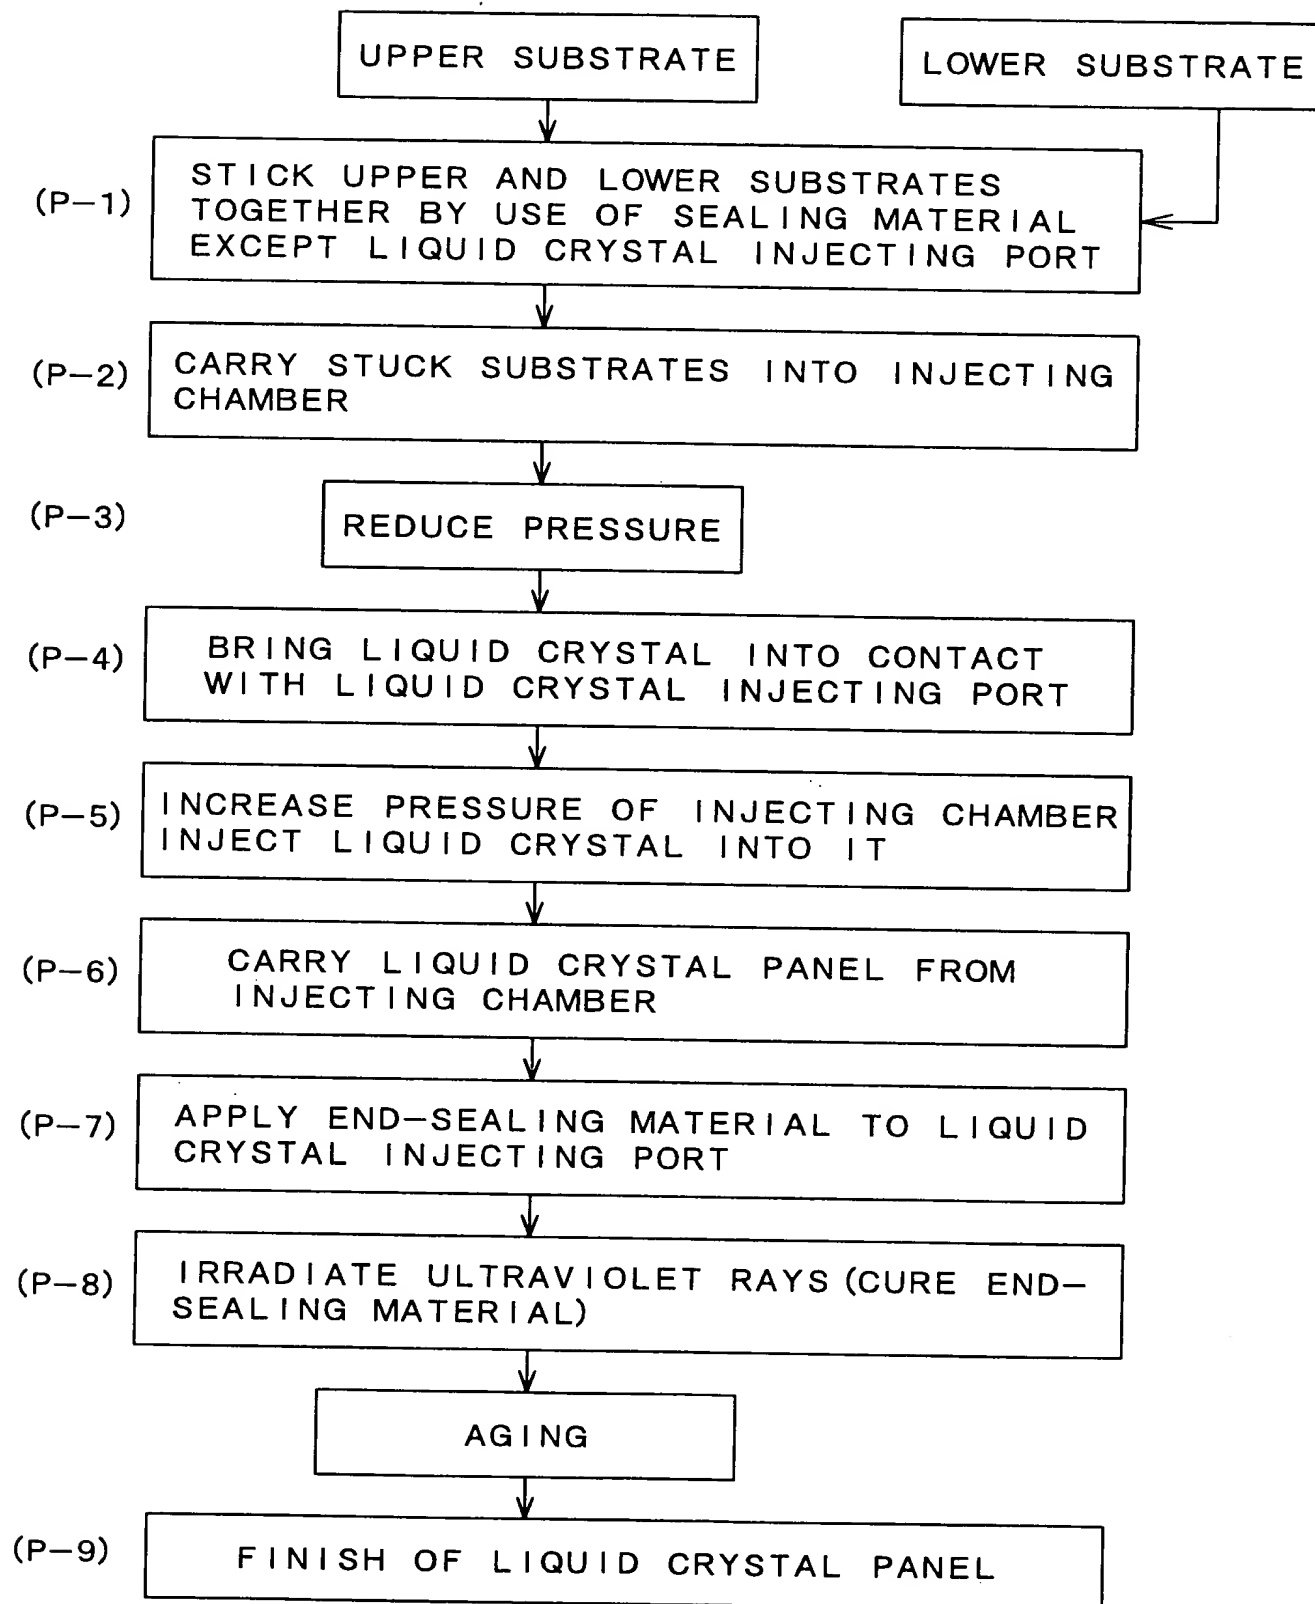 UPPER SUBSTRATE
LOWER SUBSTRATE
(P-1)
STICK UPPER AND LOWER SUBSTRATES
TOGETHER BY USE OF SEALING MATERIAL
EXCEPT LIQUID CRYSTAL INJECTING PORT
(P-2)
CARRY STUCK SUBSTRATES INTO INJECTING
CHAMBER
(P-3)
REDUCE PRESSURE
(P-4)
BRING LIQUID CRYSTAL INTO CONTACT
WITH LIQUID CRYSTAL INJECTING PORT
(P-5)
INCREASE PRESSURE OF INJECTING CHAMBER
INJECT LIQUID CRYSTAL INTO IT
(P-6)
CARRY LIQUID CRYSTAL PANEL FROM
INJECTING CHAMBER
(P-7)
APPLY END-SEALING MATERIAL TO LIQUID
CRYSTAL INJECTING PORT
(P-8)
IRRADIATE ULTRAVIOLET RAYS (CURE END-
SEALING MATERIAL)
AGING
(P-9)
FINISH OF LIQUID CRYSTAL PANEL